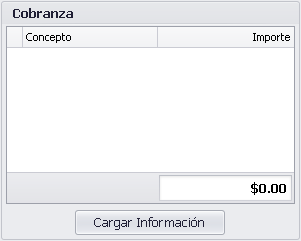 Cobranza
Concepto Importe
$0.00
Cargar Información